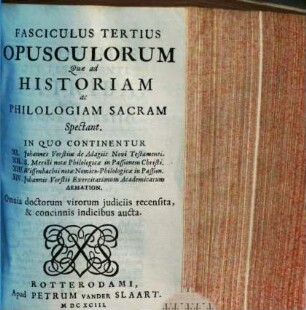 FASCICULUS TERTIUS
OPUSCULORUM
Quæ ad
HISTORIAM
ac
PHILOLOGIAM SACRAM
Spectant.
IN QUO CONTINENTUR
XI. Johannes Vorstius de Adagiis Novi Testamenti.
XII. I. Merilli notæ Philologicæ in Passionem Christi.
XIII. Wissenbachii notæ Nomico-Philologicæ in Passion.
XIV. Johannis Vorstii Exercitationum Academicarum
Omnia doctorum virorum judiciis recensita,
& concinnis indicibus aucta.
ROTTERODAMI,
Apud PETRUM VANDER SLAART.
MDCXCIII.